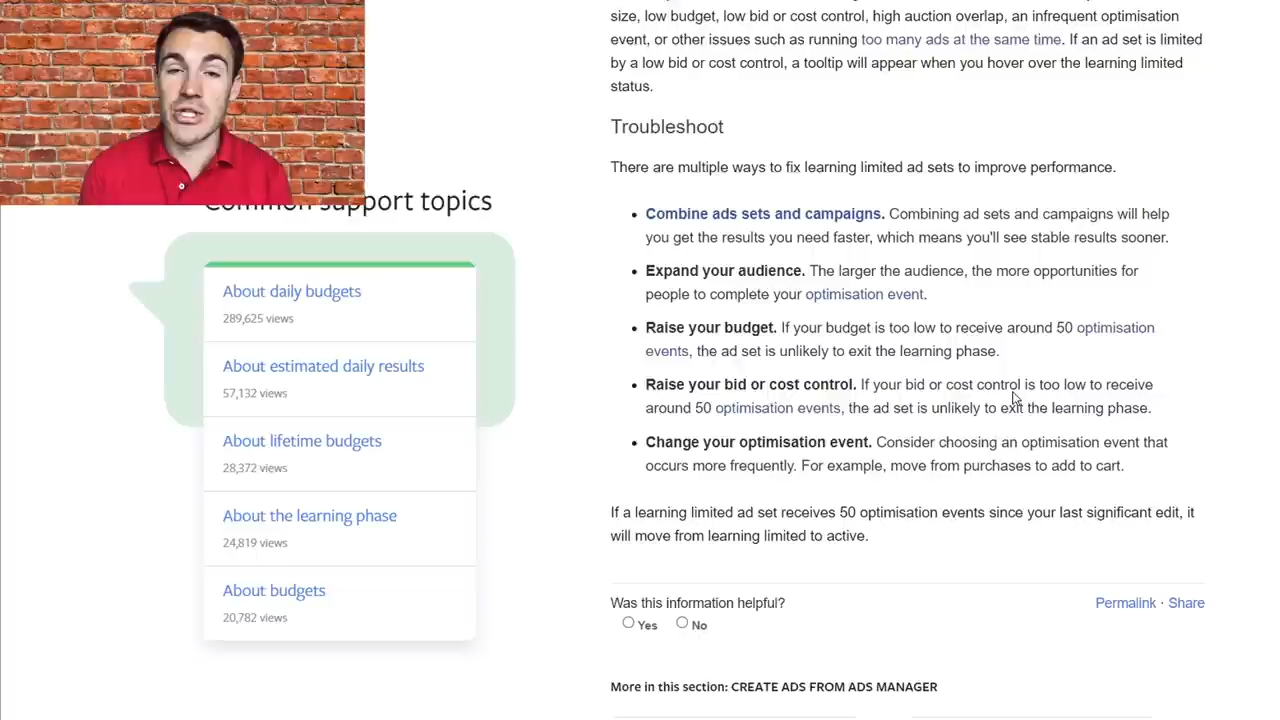 size, low budget, low bid or cost control, high auction overlap, an infrequent optimisation
event, or other issues such as running too many ads at the same time. If an ad set is limited
by a low bid or cost control, a tooltip will appear when you hover over the learning limited
status.
Troubleshoot
There are multiple ways to fix learning limited ad sets to improve performance.
Combine ads sets and campaigns. Combining ad sets and campaigns will help
you get the results you need faster, which means you'll see stable results sooner.
Expand your audience. The larger the audience, the more opportunities for
people to complete your optimisation event.
Raise your budget. If your budget is too low to receive around 50 optimisation
events, the ad set is unlikely to exit the learning phase.
Raise your bid or cost control. If your bid or cost control is too low to receive
around 50 optimisation events, the ad set is unlikely to exit the learning phase.
Change your optimisation event. Consider choosing an optimisation event that
occurs more frequently. For example, move from purchases to add to cart.
If a learning limited ad set receives 50 optimisation events since your last significant edit, it
will move from learning limited to active.
Was this information helpful?
Permalink · Share
Yes
No
More in this section: CREATE ADS FROM ADS MANAGER
Common support topics
About daily budgets
289,625 views
About estimated daily results
57,132 views
About lifetime budgets
28,372 views
About the learning phase
24,819 views
About budgets
20,782 views